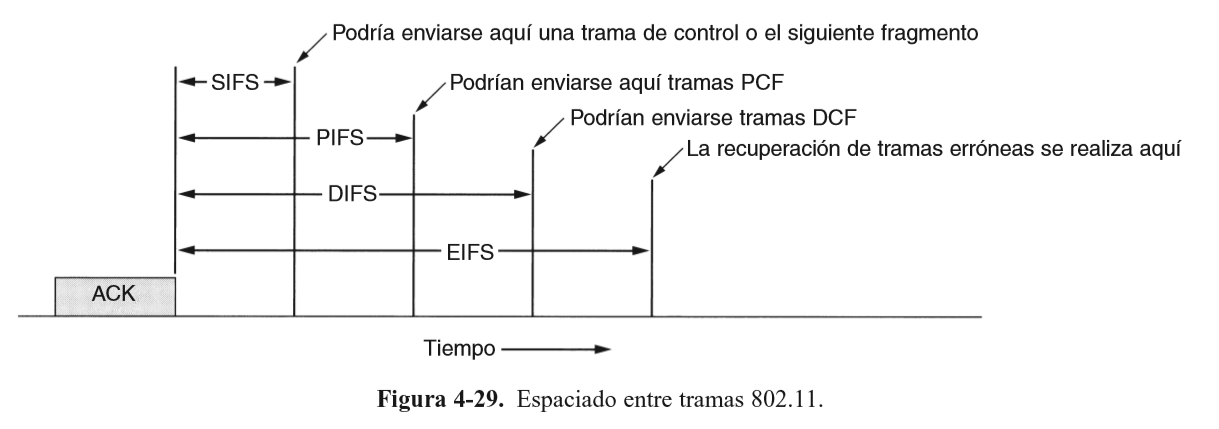 Podría enviarse aquí una trama de control o el siguiente fragmento
SIFS
Podrían enviarse aquí tramas PCF
PIFS
Podrían enviarse tramas DCF
La recuperación de tramas erróneas se realiza aquí
DIFS
EIFS
ACK
Tiempo
Figura 4-29. Espaciado entre tramas 802.11.